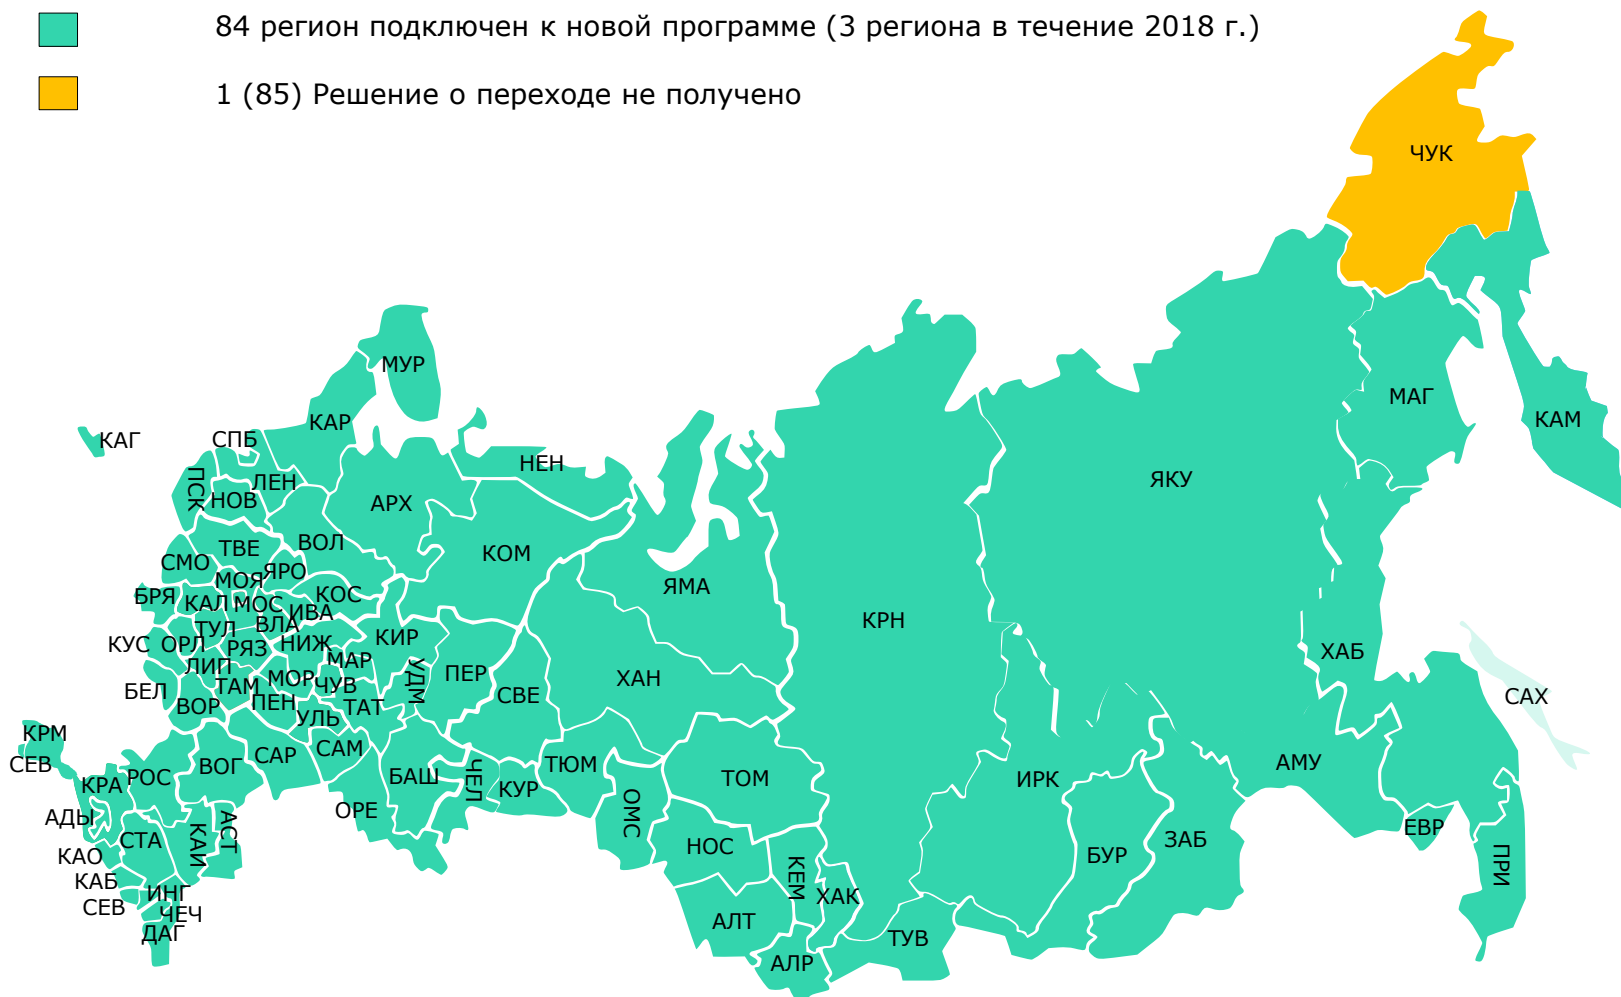 84 регион подключен к новой программе (3 региона в течение 2018 г.)
1 (85) Решение о переходе не получено
ЧУК
МУР
МАГ
КАМ
КАР
КАГ
СПБ
НЕН
ЛЕН
ПСК
НОВ
АРХ
ЯКУ
ВОЛ
ТВЕ
КОМ
СМО
ЯРО
МОЯ
ЯМА
БРЯ
КАЛ
МОС
ИВА
КОС
ВЛА
ТУЛ
КРН
КУС
ОРЛ
РЯЗ
НИЖ
КИР
ЛИП
МАР
ХАБ
ПЕР
УДМ
ХАН
БЕЛ
ТАМ
МОР
ЧУВ
СВЕ
САХ
ВОР
ПЕН
УЛЬ
ТАТ
КРМ
СЕВ
САР
САМ
ВОГ
РОС
КРА
БАШ
ЧЕЛ
КУР
ТЮМ
ТОМ
ИРК
АМУ
ОРЕ
ОМС
АДЫ
СТА
КАИ
АСТ
ЕВР
КАО
НОС
КЕМ
БУР
ЗАБ
ПРИ
КАБ
ИНГ
СЕВ
ЧЕЧ
ХАК
ДАГ
АЛТ
ТУВ
АЛР